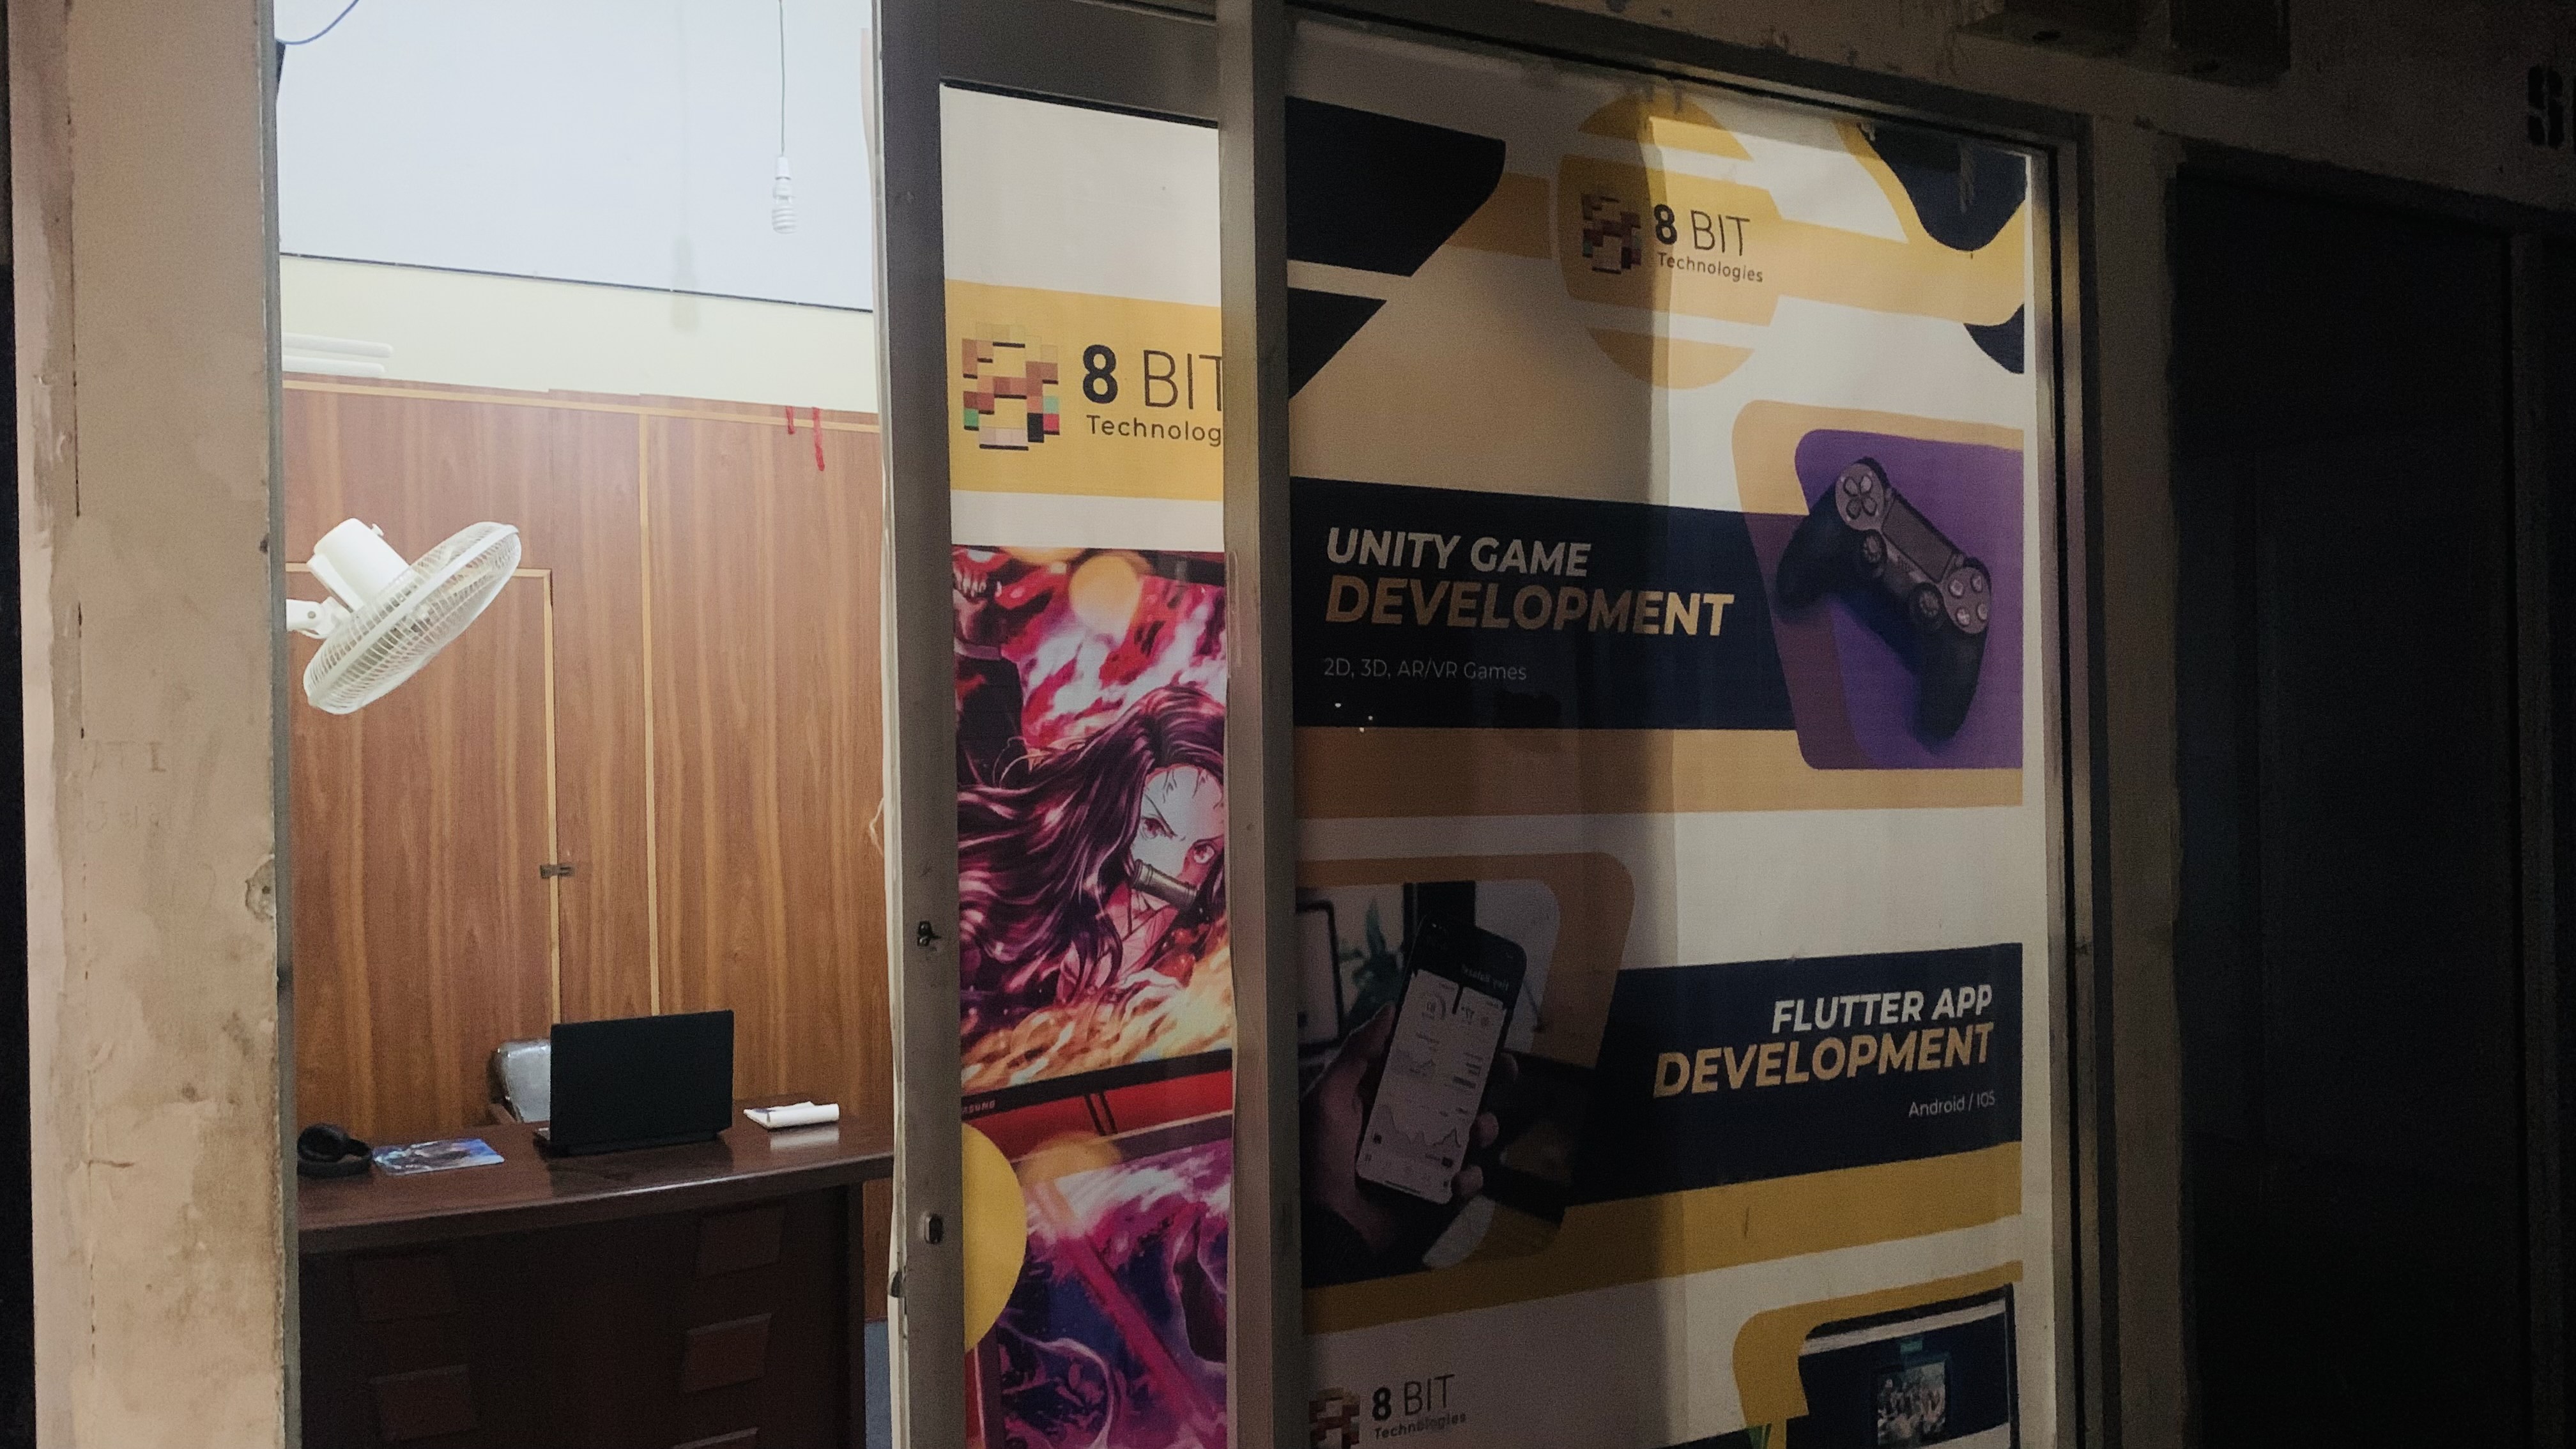 8 BIT
Technolog
SUNG
8 BIT
Technologies
UNITY GAME
DEVELOPMENT
2D, 3D, AR/VR Games
FLUTTER APP
DEVELOPMENT
Android / IOS
8 BIT
Technologies